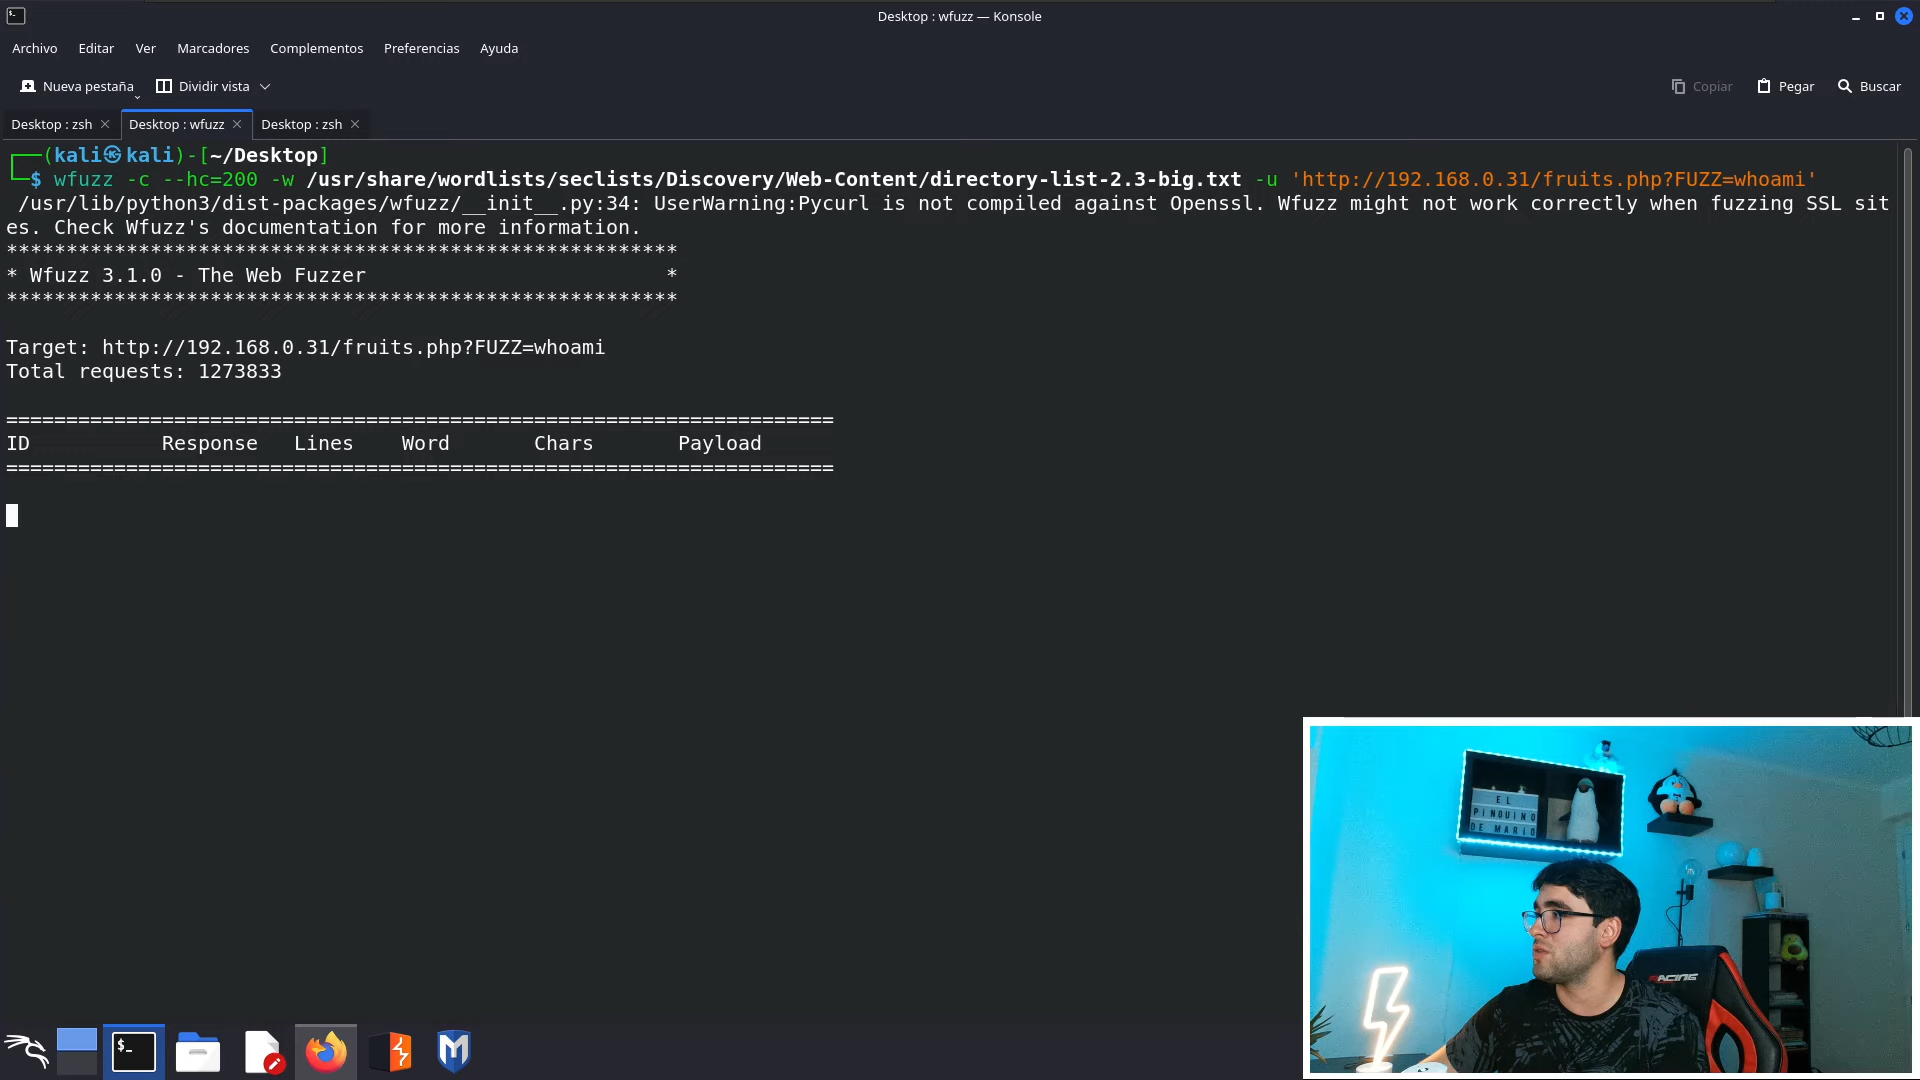 Desktop : wfuzz — Konsole
Archivo Editar Ver Marcadores Complementos Preferencias Ayuda
Nueva pestaña Dividir vista Copiar Pegar Buscar
Desktop : zsh Desktop : wfuzz Desktop : zsh
(kali㉿kali)-[~/Desktop]
$ wfuzz -c --hc=200 -w /usr/share/wordlists/seclists/Discovery/Web-Content/directory-list-2.3-big.txt -u 'http://192.168.0.31/fruits.php?FUZZ=whoami'
/usr/lib/python3/dist-packages/wfuzz/__init__.py:34: UserWarning:Pycurl is not compiled against Openssl. Wfuzz might not work correctly when fuzzing SSL sit
es. Check Wfuzz's documentation for more information.
********************************************************
* Wfuzz 3.1.0 - The Web Fuzzer                         *
********************************************************
Target: http://192.168.0.31/fruits.php?FUZZ=whoami
Total requests: 1273833
=====================================================================
ID           Response   Lines    Word       Chars       Payload
=====================================================================
EL
PINGUINO
DE MARIO
RACING